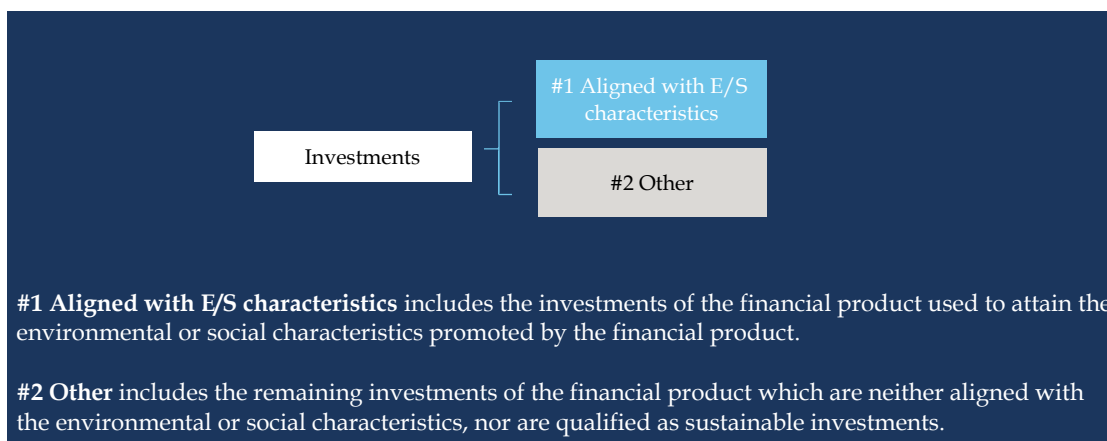 #1 Aligned with E/S
characteristics
Investments
#2 Other
#1 Aligned with E/S characteristics includes the investments of the financial product used to attain the
environmental or social characteristics promoted by the financial product.
#2 Other includes the remaining investments of the financial product which are neither aligned with
the environmental or social characteristics, nor are qualified as sustainable investments.